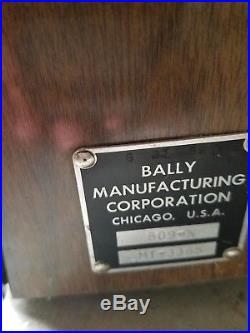 BALLY
MANUFACTURING
CORPORATION
CHICAGO, U.S.A.